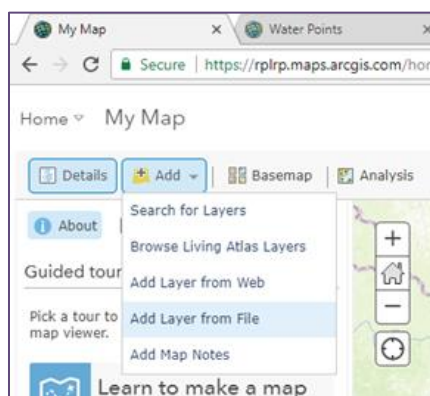 My Map × Water Points ×
Secure | https://rplrp.maps.arcgis.com/
Home My Map
Details Add Basemap Analysis
Search for Layers
About
Browse Living Atlas Layers
Guided tour
Add Layer from Web
Pick a tour to
Add Layer from File
map viewer.
Add Map Notes
Learn to make a map